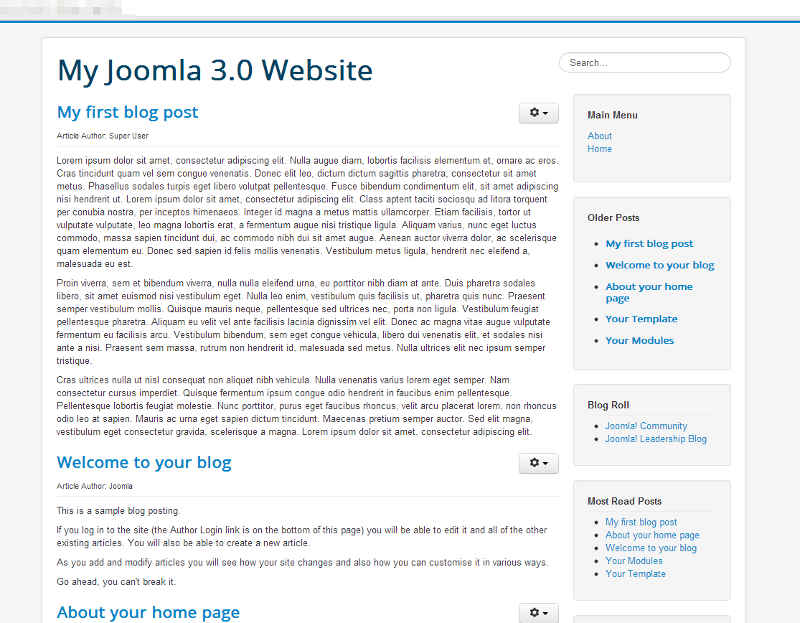 My Joomla 3.0 Website
Search...
My first blog post
Article Author: Super User
Lorem ipsum dolor sit amet, consectetur adipiscing elit. Nulla augue diam, lobortis facilisis elementum et, ornare ac eros.
Cras tincidunt quam vel sem congue venenatis. Donec elit leo, dictum dictum sagittis pharetra, consectetur sit amet
metus. Phasellus sodales turpis eget libero volutpat pellentesque. Fusce bibendum condimentum elit, sit amet adipiscing
nisi hendrerit ut. Lorem ipsum dolor sit amet, consectetur adipiscing elit. Class aptent taciti sociosqu ad litora torquent
per conubia nostra, per inceptos himenaeos. Integer id magna a metus mattis ullamcorper. Etiam facilisis, tortor ut
vulputate vulputate, leo magna lobortis erat, a fermentum augue nisi tristique ligula. Aliquam varius, nunc eget luctus
commodo, massa sapien tincidunt dui, ac commodo nibh dui sit amet augue. Aenean auctor viverra dolor, ac scelerisque
quam elementum eu. Donec sed sapien id felis mollis venenatis. Vestibulum metus ligula, hendrerit nec eleifend a,
malesuada eu est.
Proin viverra, sem et bibendum viverra, nulla nulla eleifend urna, eu porttitor nibh diam at ante. Duis pharetra sodales
libero, sit amet euismod nisi vestibulum eget. Nulla leo enim, vestibulum quis facilisis ut, pharetra quis nunc. Praesent
semper vestibulum mollis. Quisque mauris neque, pellentesque sed ultrices nec, porta non ligula. Vestibulum feugiat
pellentesque pharetra. Aliquam eu velit vel ante facilisis lacinia dignissim vel elit. Donec ac magna vitae augue vulputate
fermentum eu facilisis arcu. Vestibulum bibendum, sem eget congue vehicula, libero dui venenatis elit, et sodales nisi
ante a nisi. Praesent sem massa, rutrum non hendrerit id, malesuada sed metus. Nulla ultrices elit nec ipsum semper
tristique.
Cras ultrices nulla ut nisl consequat non aliquet nibh vehicula. Nulla venenatis varius lorem eget semper. Nam
consectetur cursus imperdiet. Quisque fermentum ipsum congue odio hendrerit in faucibus enim pellentesque.
Pellentesque lobortis feugiat molestie. Nunc porttitor, purus eget faucibus rhoncus, velit arcu placerat lorem, non rhoncus
odio leo at sapien. Mauris ac urna eget sapien dictum tincidunt. Maecenas pretium semper auctor. Sed elit magna,
vestibulum eget consectetur gravida, scelerisque a magna. Lorem ipsum dolor sit amet, consectetur adipiscing elit.
Welcome to your blog
Article Author: Joomla
This is a sample blog posting.
If you log in to the site (the Author Login link is on the bottom of this page) you will be able to edit it and all of the other
existing articles. You will also be able to create a new article.
As you add and modify articles you will see how your site changes and also how you can customise it in various ways.
Go ahead, you can't break it.
About your home page
Main Menu
About
Home
Older Posts
My first blog post
Welcome to your blog
About your home
page
Your Template
Your Modules
Blog Roll
Joomla! Community
Joomla! Leadership Blog
Most Read Posts
My first blog post
About your home page
Welcome to your blog
Your Modules
Your Template